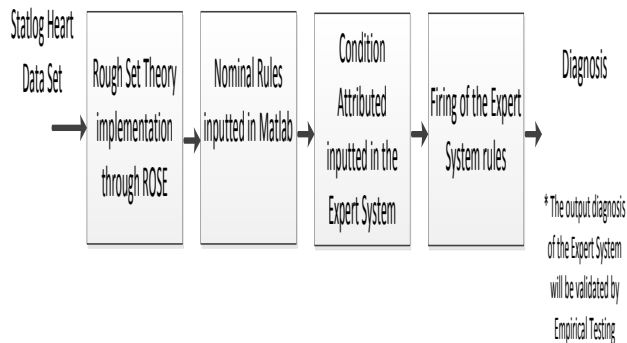 Statlog Heart
Data Set
Rough Set Theory
implementation
through ROSE
Nominal Rules
inputted in Matlab
Condition
Attributed
inputted in the
Expert System
Firing of the Expert
System rules
Diagnosis
* The output diagnosis
of the Expert System
will be validated by
Empirical Testing